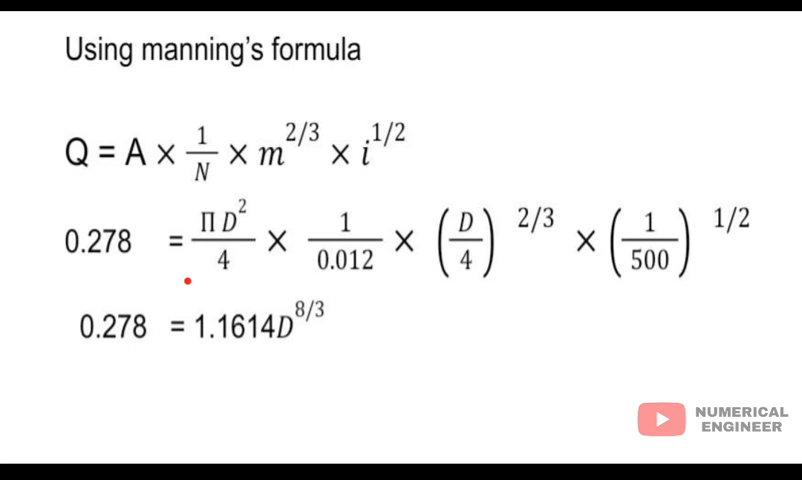 Using manning's formula
Q = A × 1/N × m^2/3 × i^1/2
0.278 = Π D^2/4 × 1/0.012 × (D/4)^2/3 × (1/500)^1/2
0.278 = 1.1614D^8/3
NUMERICAL
ENGINEER